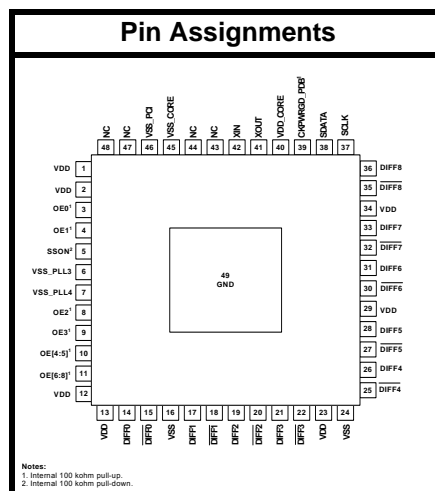 Pin Assignments
NC
NC
VSS_PCI
VSS_CORE
NC
NC
XIN
XOUT
VDD_CORE
CKPWRGD_PDB¹
SDATA
SCLK
48 47 46 45 44 43 42 41 40 39 38 37
VDD 1
VDD 2
OE0¹ 3
OE1¹ 4
SSON² 5
VSS_PLL3 6
VSS_PLL4 7
OE2¹ 8
OE3¹ 9
OE[4:5]¹ 10
OE[6:8]¹ 11
VDD 12
49
GND
36 DIFF8
35 DIFF8
34 VDD
33 DIFF7
32 DIFF7
31 DIFF6
30 DIFF6
29 VDD
28 DIFF5
27 DIFF5
26 DIFF4
25 DIFF4
13 14 15 16 17 18 19 20 21 22 23 24
VDD
DIFF0
DIFF0
VSS
DIFF1
DIFF1
DIFF2
DIFF2
DIFF3
DIFF3
VDD
VSS
Notes:
1. Internal 100 kohm pull-up.
2. Internal 100 kohm pull-down.